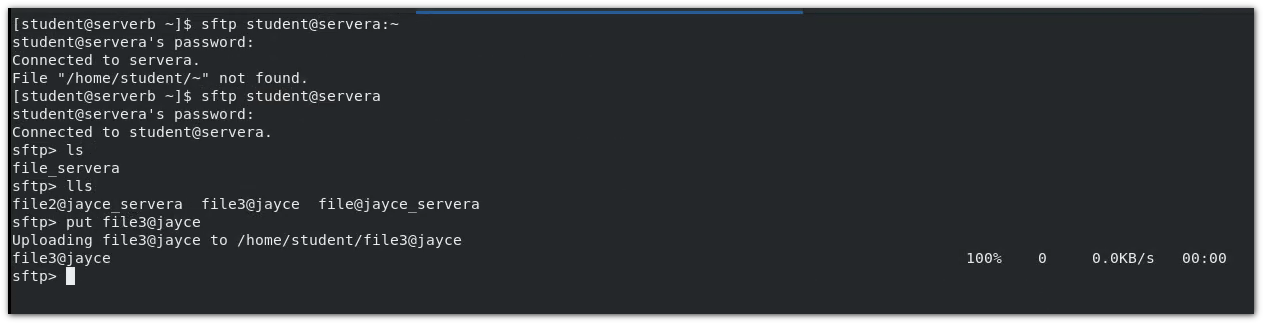 [student@serverb ~]$ sftp student@servera:~
student@servera's password:
Connected to servera.
File "/home/student/~" not found.
[student@serverb ~]$ sftp student@servera
student@servera's password:
Connected to student@servera.
sftp> ls
file_servera
sftp> lls
file2@jayce_servera  file3@jayce  file@jayce_servera
sftp> put file3@jayce
Uploading file3@jayce to /home/student/file3@jayce
file3@jayce 100% 0 0.0KB/s 00:00
sftp>